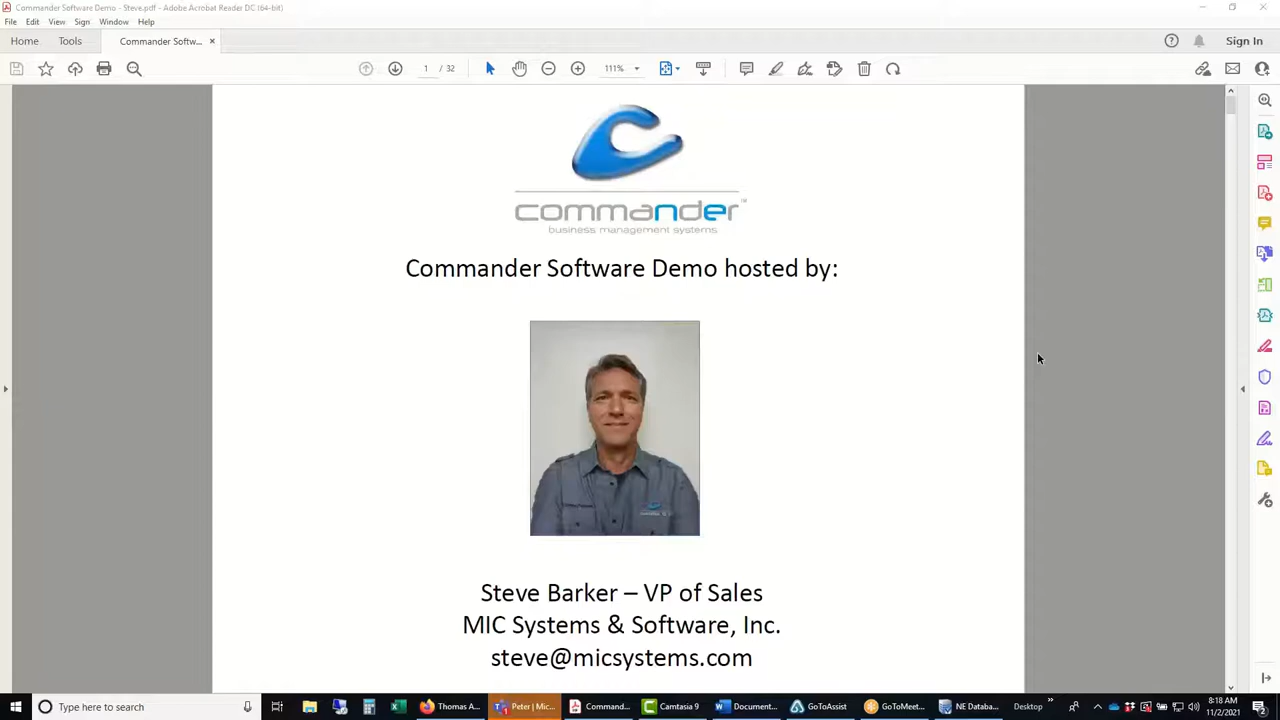 Commander Software Demo - Steve.pdf - Adobe Acrobat Reader DC (64-bit)
File Edit View Sign Window Help
Home Tools Commander Softw... × Sign In
1 / 32 111%
commander™
business management systems
Commander Software Demo hosted by:
Steve Barker – VP of Sales
MIC Systems & Software, Inc.
steve@micsystems.com
Type here to search
Thomas A...
Peter | Mic...
Command...
Camtasia 9
Document...
GoToAssist
GoToMeet...
NE Databa...
Desktop
8:18 AM
11/2/2021